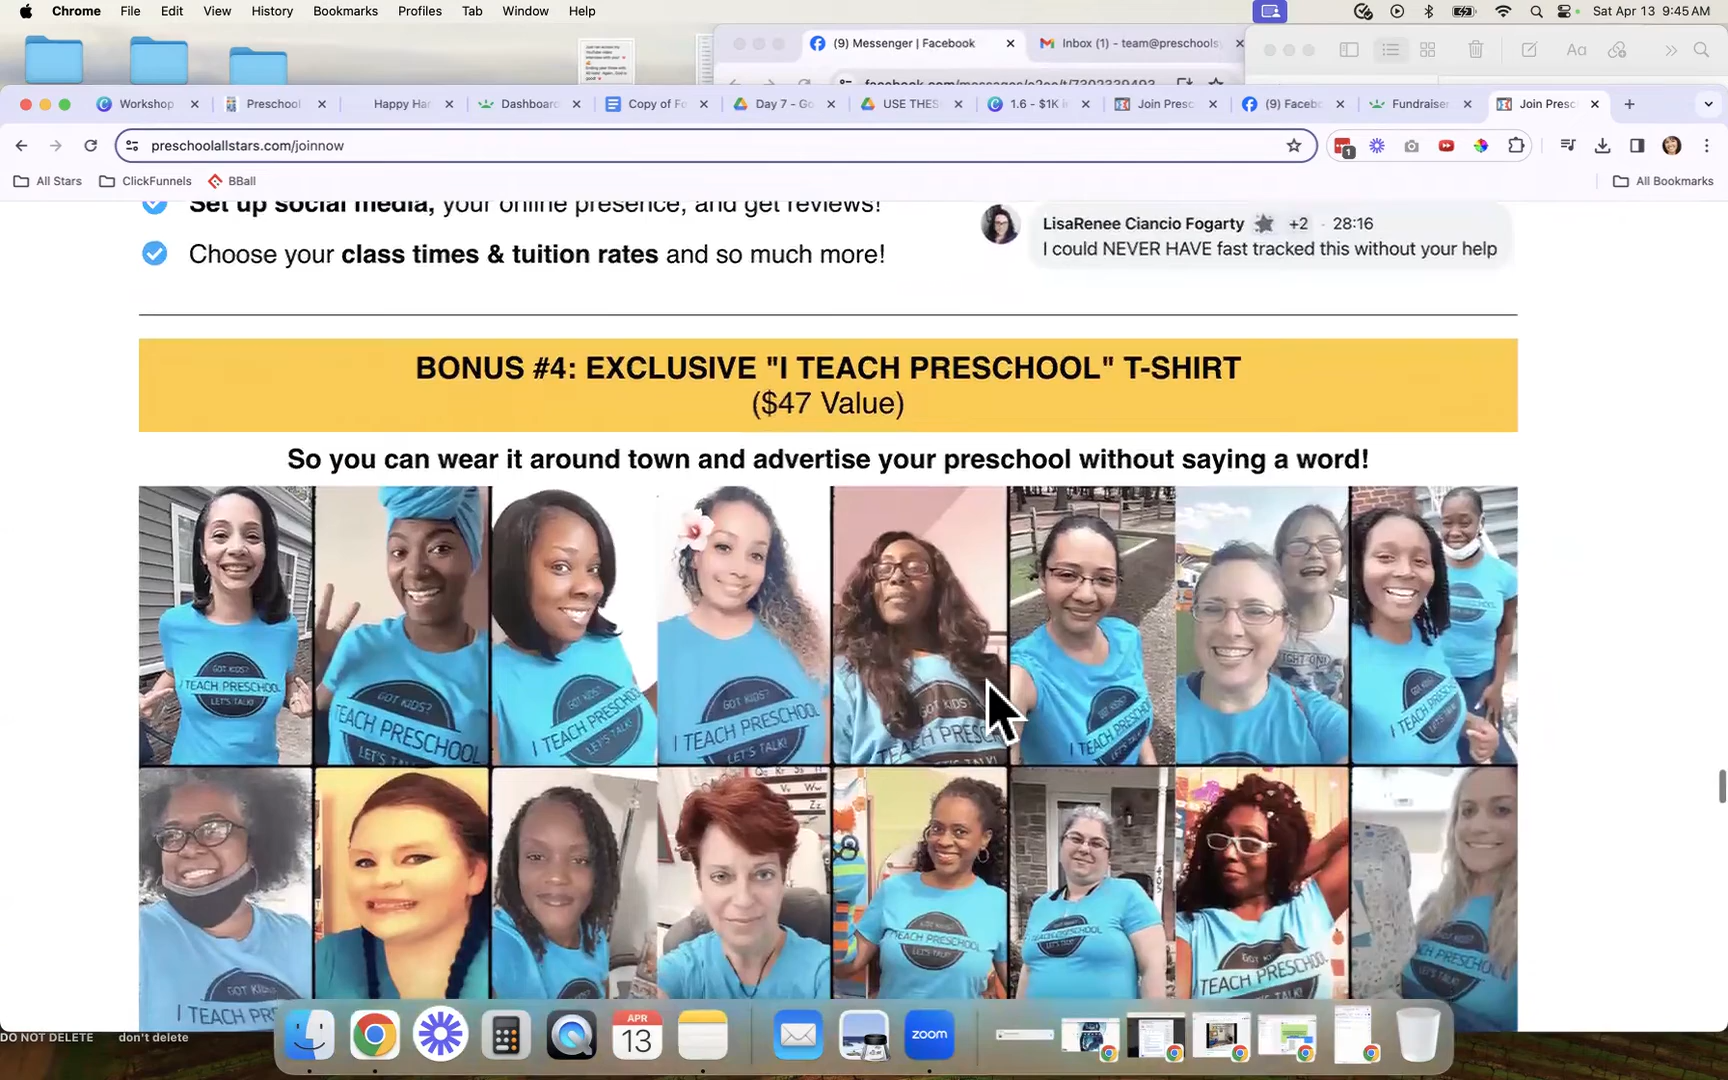 Chrome File Edit View History Bookmarks Profiles Tab Window Help Sat Apr 13 9:45 AM
(9) Messenger | Facebook Inbox (1) - team@preschools
Workshop Preschool Happy Har Dashboar Copy of Fo Day 7 - Go USE THES 1.6 - $1K i Join Presc (9) Faceb Fundraiser Join Presc
preschoolallstars.com/joinnow
All Stars ClickFunnels BBall All Bookmarks
Set up social media, your online presence, and get reviews!
Choose your class times & tuition rates and so much more!
LisaRenee Ciancio Fogarty +2 · 28:16
I could NEVER HAVE fast tracked this without your help
BONUS #4: EXCLUSIVE "I TEACH PRESCHOOL" T-SHIRT
($47 Value)
So you can wear it around town and advertise your preschool without saying a word!
GOT KIDS?
I TEACH PRESCHOOL
LET'S TALK!
DO NOT DELETE don't delete
APR
13
zoom